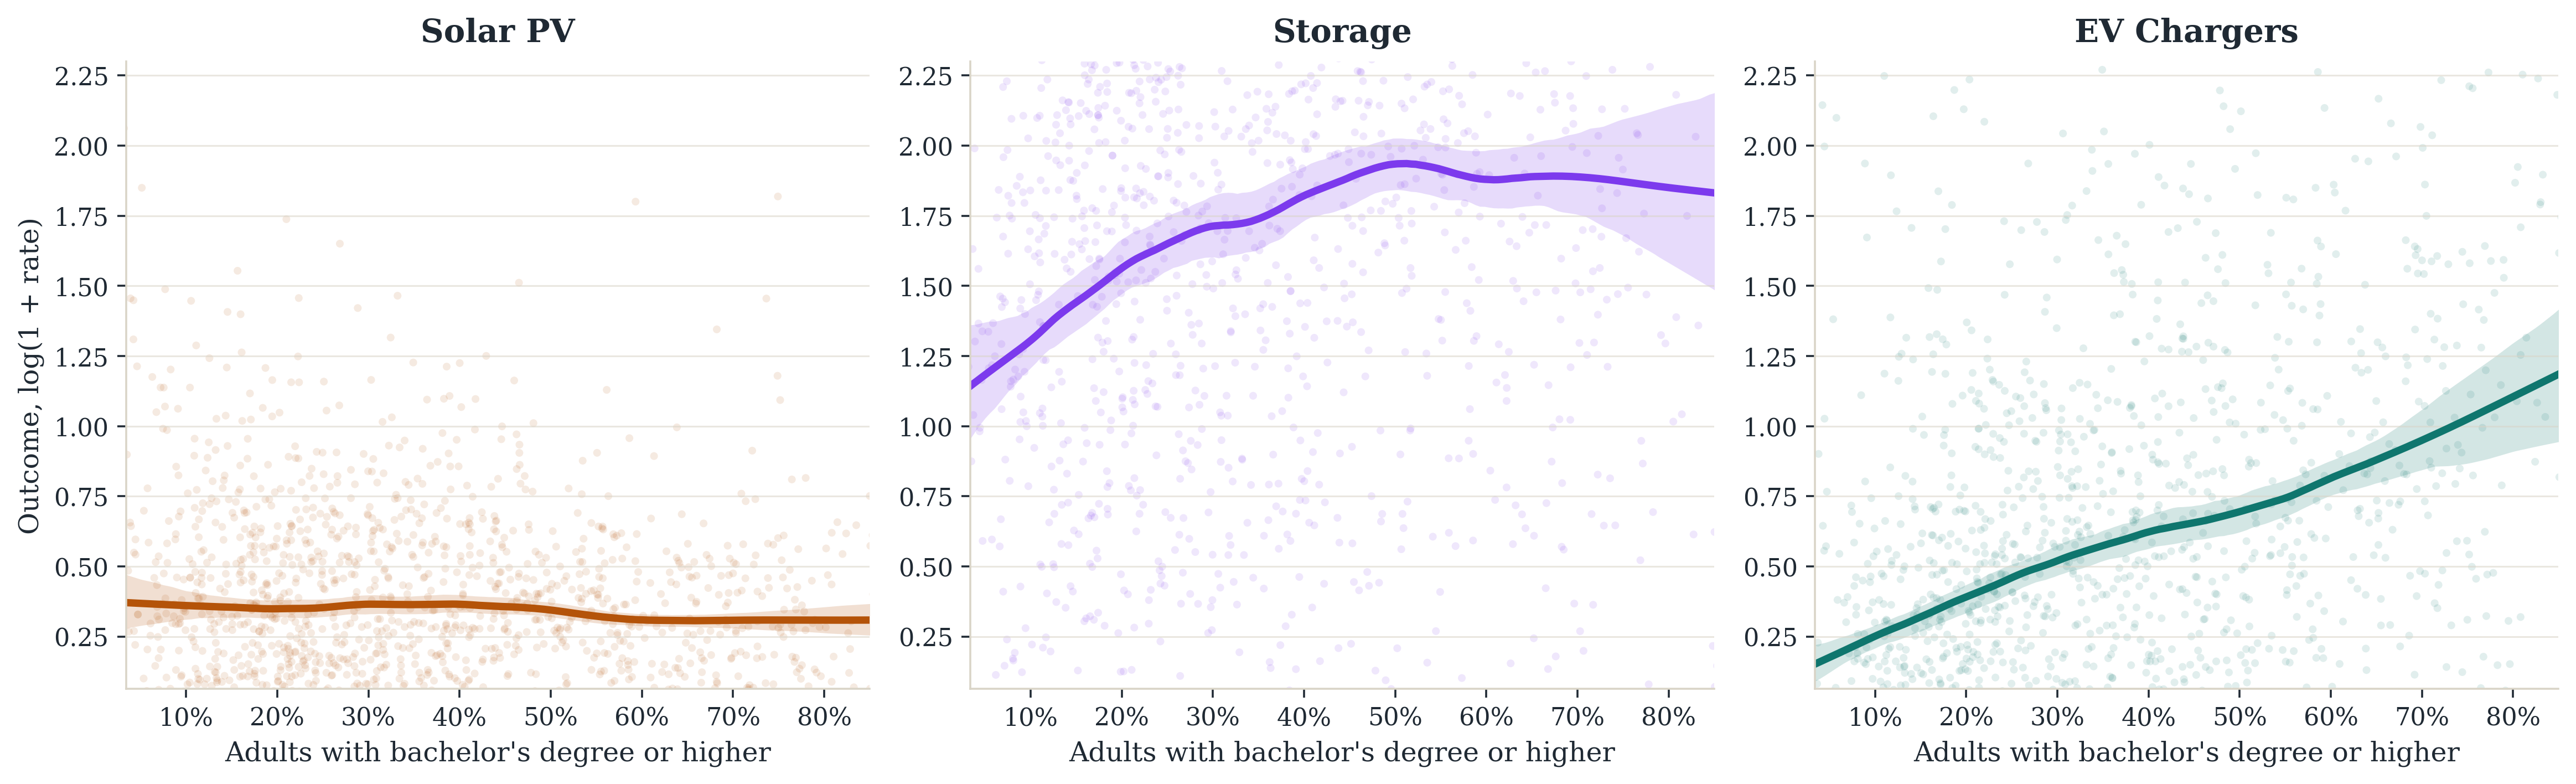 Solar PV
Storage
EV Chargers
Outcome, log(1 + rate)
2.25
2.00
1.75
1.50
1.25
1.00
0.75
0.50
0.25
10% 20% 30% 40% 50% 60% 70% 80%
Adults with bachelor's degree or higher
2.25
2.00
1.75
1.50
1.25
1.00
0.75
0.50
0.25
10% 20% 30% 40% 50% 60% 70% 80%
Adults with bachelor's degree or higher
2.25
2.00
1.75
1.50
1.25
1.00
0.75
0.50
0.25
10% 20% 30% 40% 50% 60% 70% 80%
Adults with bachelor's degree or higher